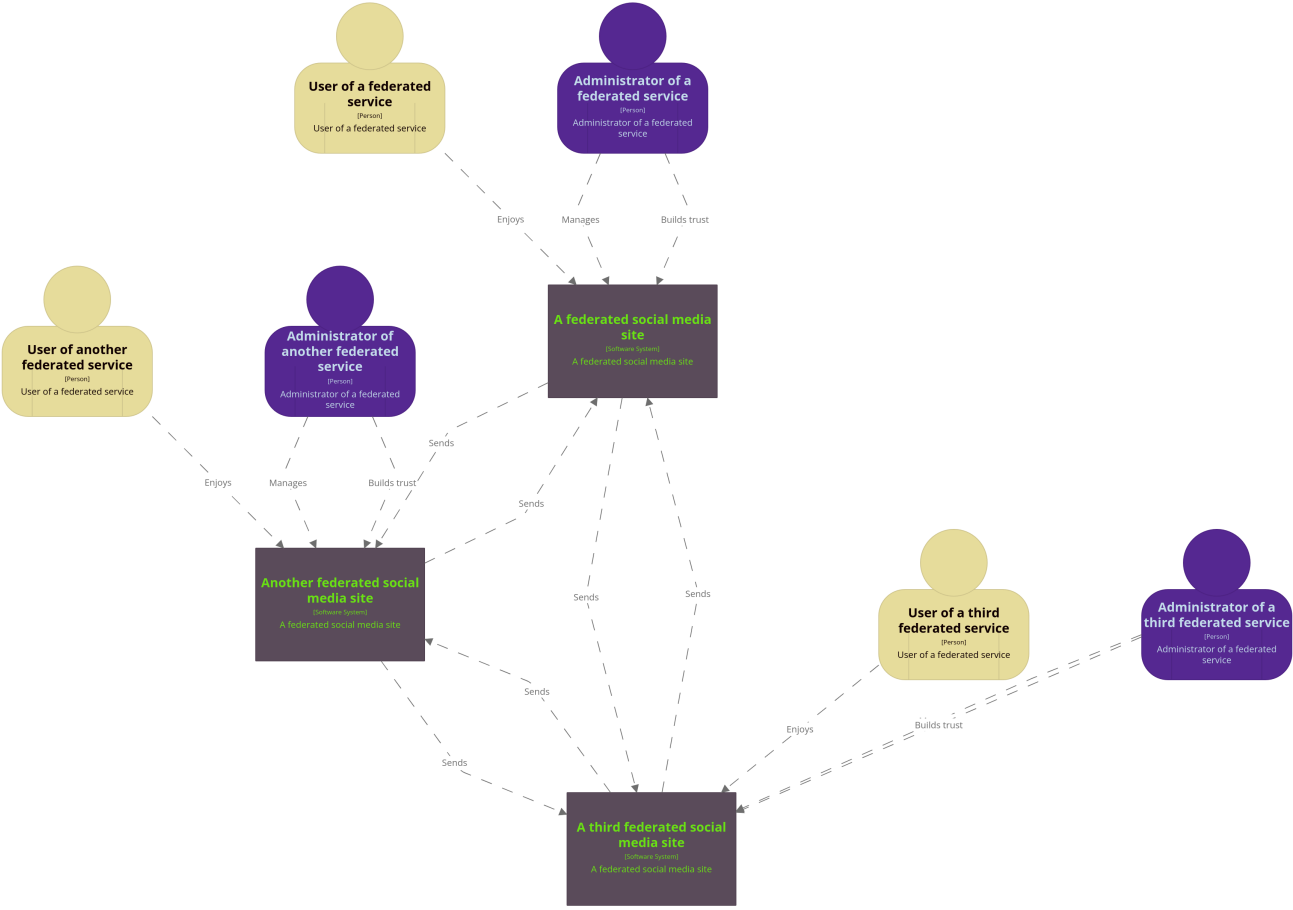 User of a federated
service
[Person]
User of a federated service
Administrator of a
federated service
[Person]
Administrator of a federated
service
Enjoys
Manages
Builds trust
User of another
federated service
[Person]
User of a federated service
Administrator of
another federated
service
[Person]
Administrator of a federated
service
A federated social media
site
[Software System]
A federated social media site
Enjoys
Manages
Builds trust
Sends
Sends
Another federated social
media site
[Software System]
A federated social media site
Sends
Sends
User of a third
federated service
[Person]
User of a federated service
Administrator of a
third federated service
[Person]
Administrator of a federated
service
Sends
Sends
Enjoys
Builds trust
A third federated social
media site
[Software System]
A federated social media site